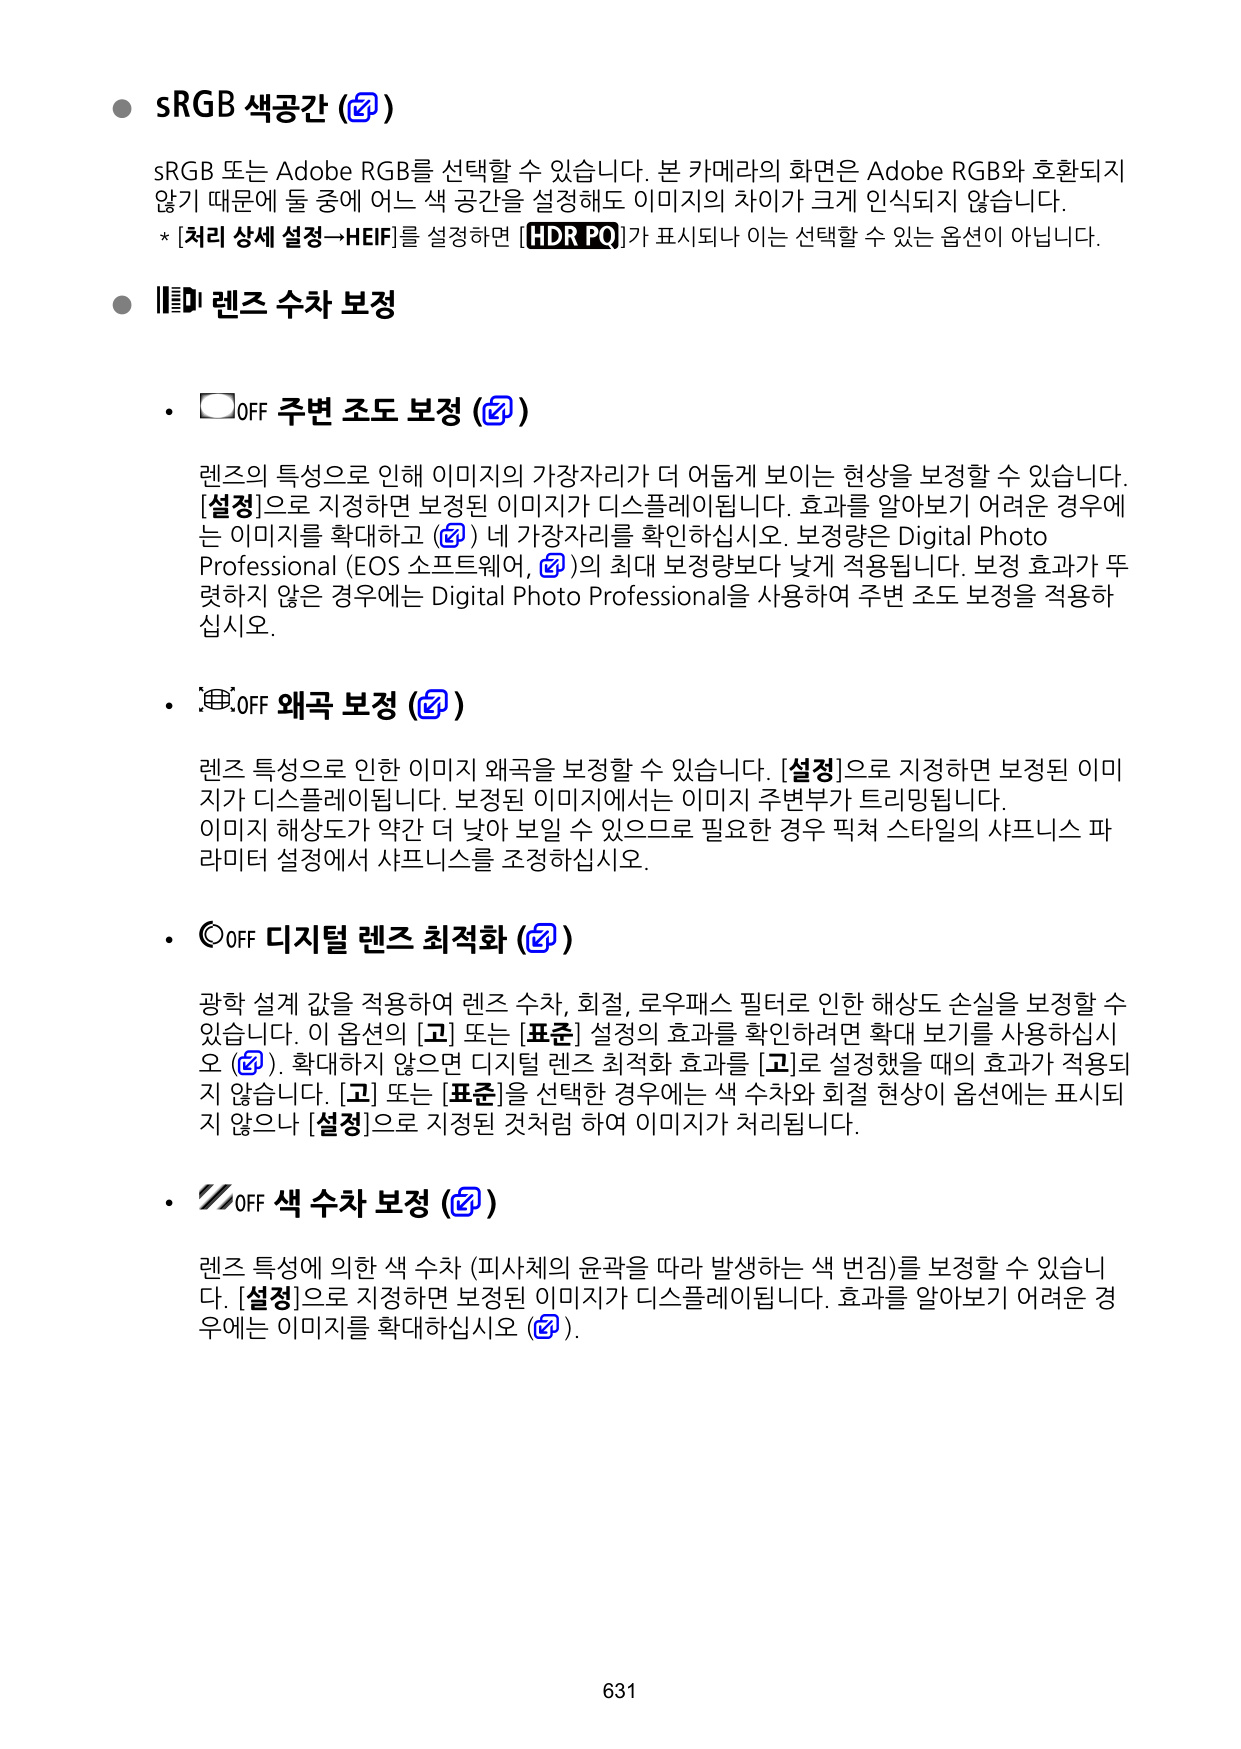 ● sRGB 색공간 ( )
sRGB 또는 Adobe RGB를 선택할 수 있습니다. 본 카메라의 화면은 Adobe RGB와 호환되지
않기 때문에 둘 중에 어느 색 공간을 설정해도 이미지의 차이가 크게 인식되지 않습니다.
* [처리 상세 설정→HEIF]를 설정하면 [HDR PQ]가 표시되나 이는 선택할 수 있는 옵션이 아닙니다.
● 렌즈 수차 보정
• OFF 주변 조도 보정 ( )
렌즈의 특성으로 인해 이미지의 가장자리가 더 어둡게 보이는 현상을 보정할 수 있습니다.
[설정]으로 지정하면 보정된 이미지가 디스플레이됩니다. 효과를 알아보기 어려운 경우에
는 이미지를 확대하고 ( ) 네 가장자리를 확인하십시오. 보정량은 Digital Photo
Professional (EOS 소프트웨어, )의 최대 보정량보다 낮게 적용됩니다. 보정 효과가 뚜
렷하지 않은 경우에는 Digital Photo Professional을 사용하여 주변 조도 보정을 적용하
십시오.
• OFF 왜곡 보정 ( )
렌즈 특성으로 인한 이미지 왜곡을 보정할 수 있습니다. [설정]으로 지정하면 보정된 이미
지가 디스플레이됩니다. 보정된 이미지에서는 이미지 주변부가 트리밍됩니다.
이미지 해상도가 약간 더 낮아 보일 수 있으므로 필요한 경우 픽쳐 스타일의 샤프니스 파
라미터 설정에서 샤프니스를 조정하십시오.
• OFF 디지털 렌즈 최적화 ( )
광학 설계 값을 적용하여 렌즈 수차, 회절, 로우패스 필터로 인한 해상도 손실을 보정할 수
있습니다. 이 옵션의 [고] 또는 [표준] 설정의 효과를 확인하려면 확대 보기를 사용하십시
오 ( ). 확대하지 않으면 디지털 렌즈 최적화 효과를 [고]로 설정했을 때의 효과가 적용되
지 않습니다. [고] 또는 [표준]을 선택한 경우에는 색 수차와 회절 현상이 옵션에는 표시되
지 않으나 [설정]으로 지정된 것처럼 하여 이미지가 처리됩니다.
• OFF 색 수차 보정 ( )
렌즈 특성에 의한 색 수차 (피사체의 윤곽을 따라 발생하는 색 번짐)를 보정할 수 있습니
다. [설정]으로 지정하면 보정된 이미지가 디스플레이됩니다. 효과를 알아보기 어려운 경
우에는 이미지를 확대하십시오 ( ).
631